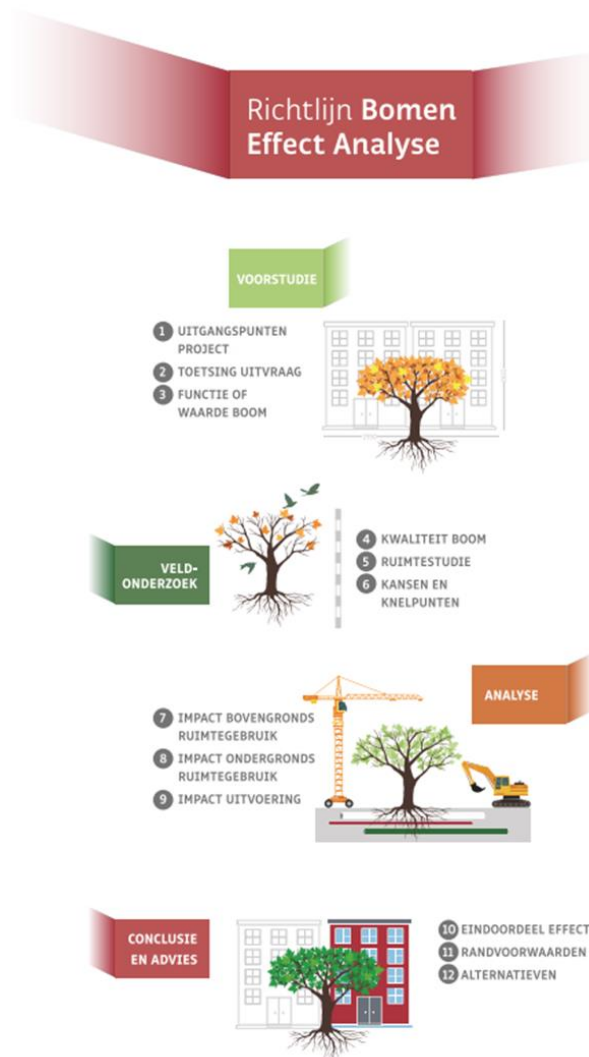 Richtlijn Bomen
Effect Analyse
VOORSTUDIE
1 UITGANGSPUNTEN
PROJECT
2 TOETSING UITVRAAG
3 FUNCTIE OF
WAARDE BOOM
VELD-
ONDERZOEK
4 KWALITEIT BOOM
5 RUIMTESTUDIE
6 KANSEN EN
KNELPUNTEN
ANALYSE
7 IMPACT BOVENGRONDS
RUIMTEGEBRUIK
8 IMPACT ONDERGRONDS
RUIMTEGEBRUIK
9 IMPACT UITVOERING
CONCLUSIE
EN ADVIES
10 EINDOORDEEL EFFECT
11 RANDVOORWAARDEN
12 ALTERNATIEVEN